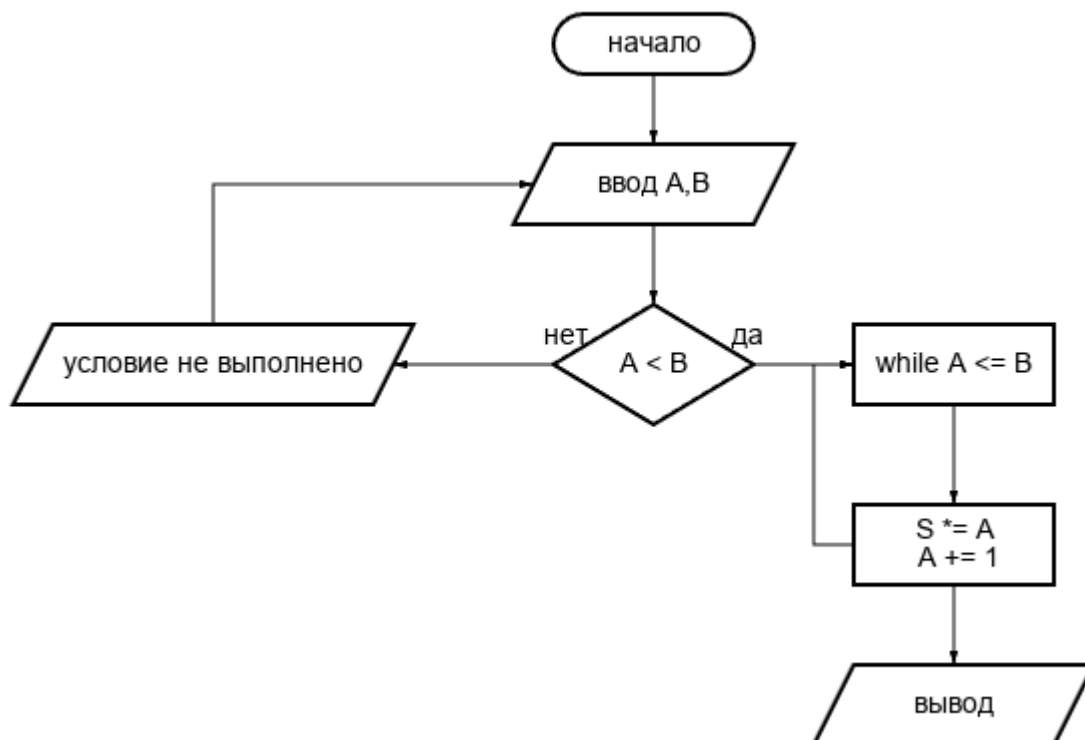 начало
ввод A,B
нет
да
условие не выполнено
A < B
while A <= B
S *= A
A += 1
вывод